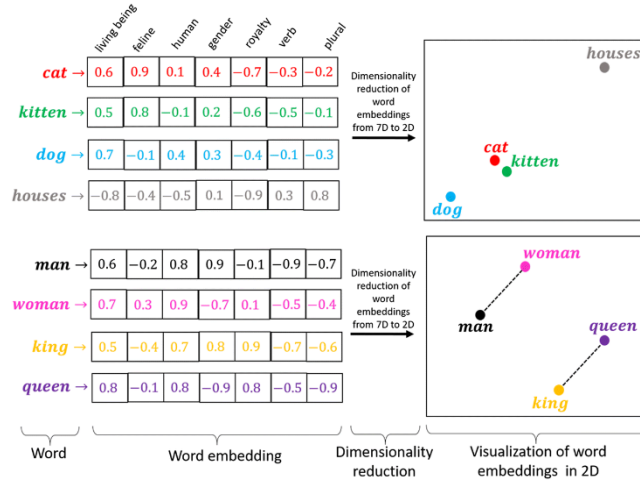 living being feline human gender royalty verb plural
cat → 0.6 0.9 0.1 0.4 −0.7 −0.3 −0.2
kitten → 0.5 0.8 −0.1 0.2 −0.6 −0.5 −0.1
dog → 0.7 −0.1 0.4 0.3 −0.4 −0.1 −0.3
houses → −0.8 −0.4 −0.5 0.1 −0.9 0.3 0.8
Dimensionality
reduction of
word
embeddings
from 7D to 2D
houses
cat
kitten
dog
man → 0.6 −0.2 0.8 0.9 −0.1 −0.9 −0.7
woman → 0.7 0.3 0.9 −0.7 0.1 −0.5 −0.4
king → 0.5 −0.4 0.7 0.8 0.9 −0.7 −0.6
queen → 0.8 −0.1 0.8 −0.9 0.8 −0.5 −0.9
Dimensionality
reduction of
word
embeddings
from 7D to 2D
woman
man
queen
king
Word
Word embedding
Dimensionality
reduction
Visualization of word
embeddings in 2D